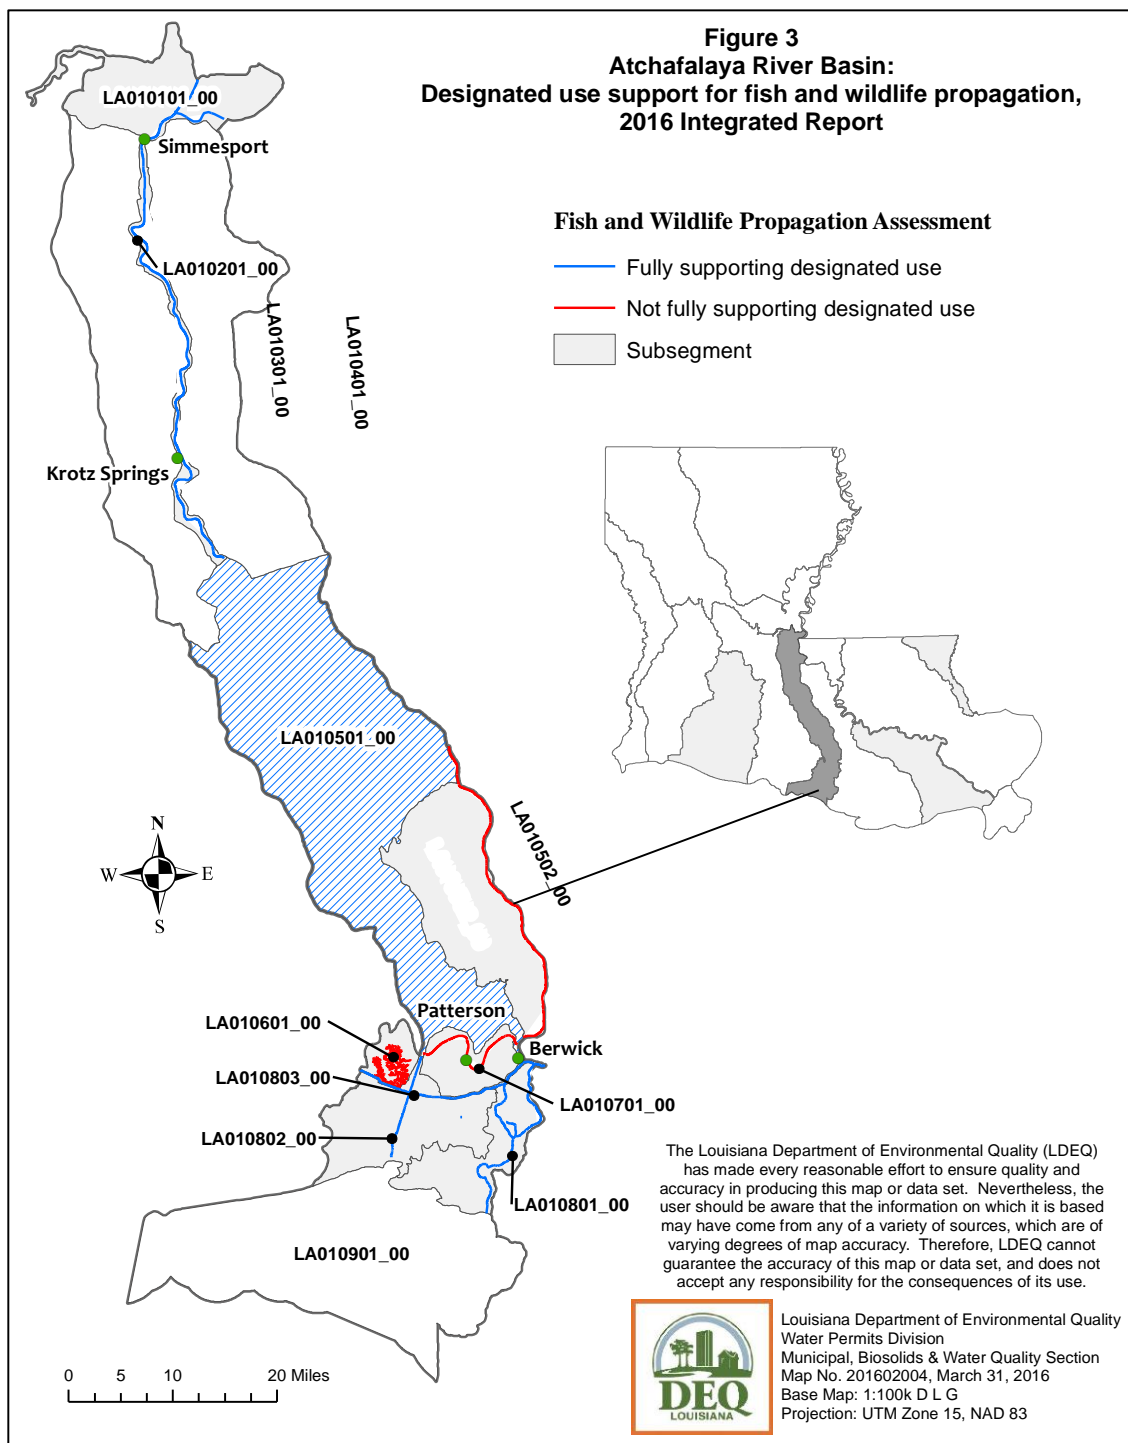 Figure 3
Atchafalaya River Basin:
Designated use support for fish and wildlife propagation,
2016 Integrated Report
Fish and Wildlife Propagation Assessment
Fully supporting designated use
Not fully supporting designated use
Subsegment
LA010101_00
Simmesport
LA010201_00
LA010301_00
LA010401_00
Krotz Springs
LA010501_00
LA010502_00
N
W
E
S
Patterson
LA010601_00
Berwick
LA010803_00
LA010701_00
LA010802_00
LA010801_00
LA010901_00
The Louisiana Department of Environmental Quality (LDEQ)
has made every reasonable effort to ensure quality and
accuracy in producing this map or data set. Nevertheless, the
user should be aware that the information on which it is based
may have come from any of a variety of sources, which are of
varying degrees of map accuracy. Therefore, LDEQ cannot
guarantee the accuracy of this map or data set, and does not
accept any responsibility for the consequences of its use.
DEQ
LOUISIANA
Louisiana Department of Environmental Quality
Water Permits Division
Municipal, Biosolids & Water Quality Section
Map No. 201602004, March 31, 2016
Base Map: 1:100k D L G
Projection: UTM Zone 15, NAD 83
0 5 10 20 Miles